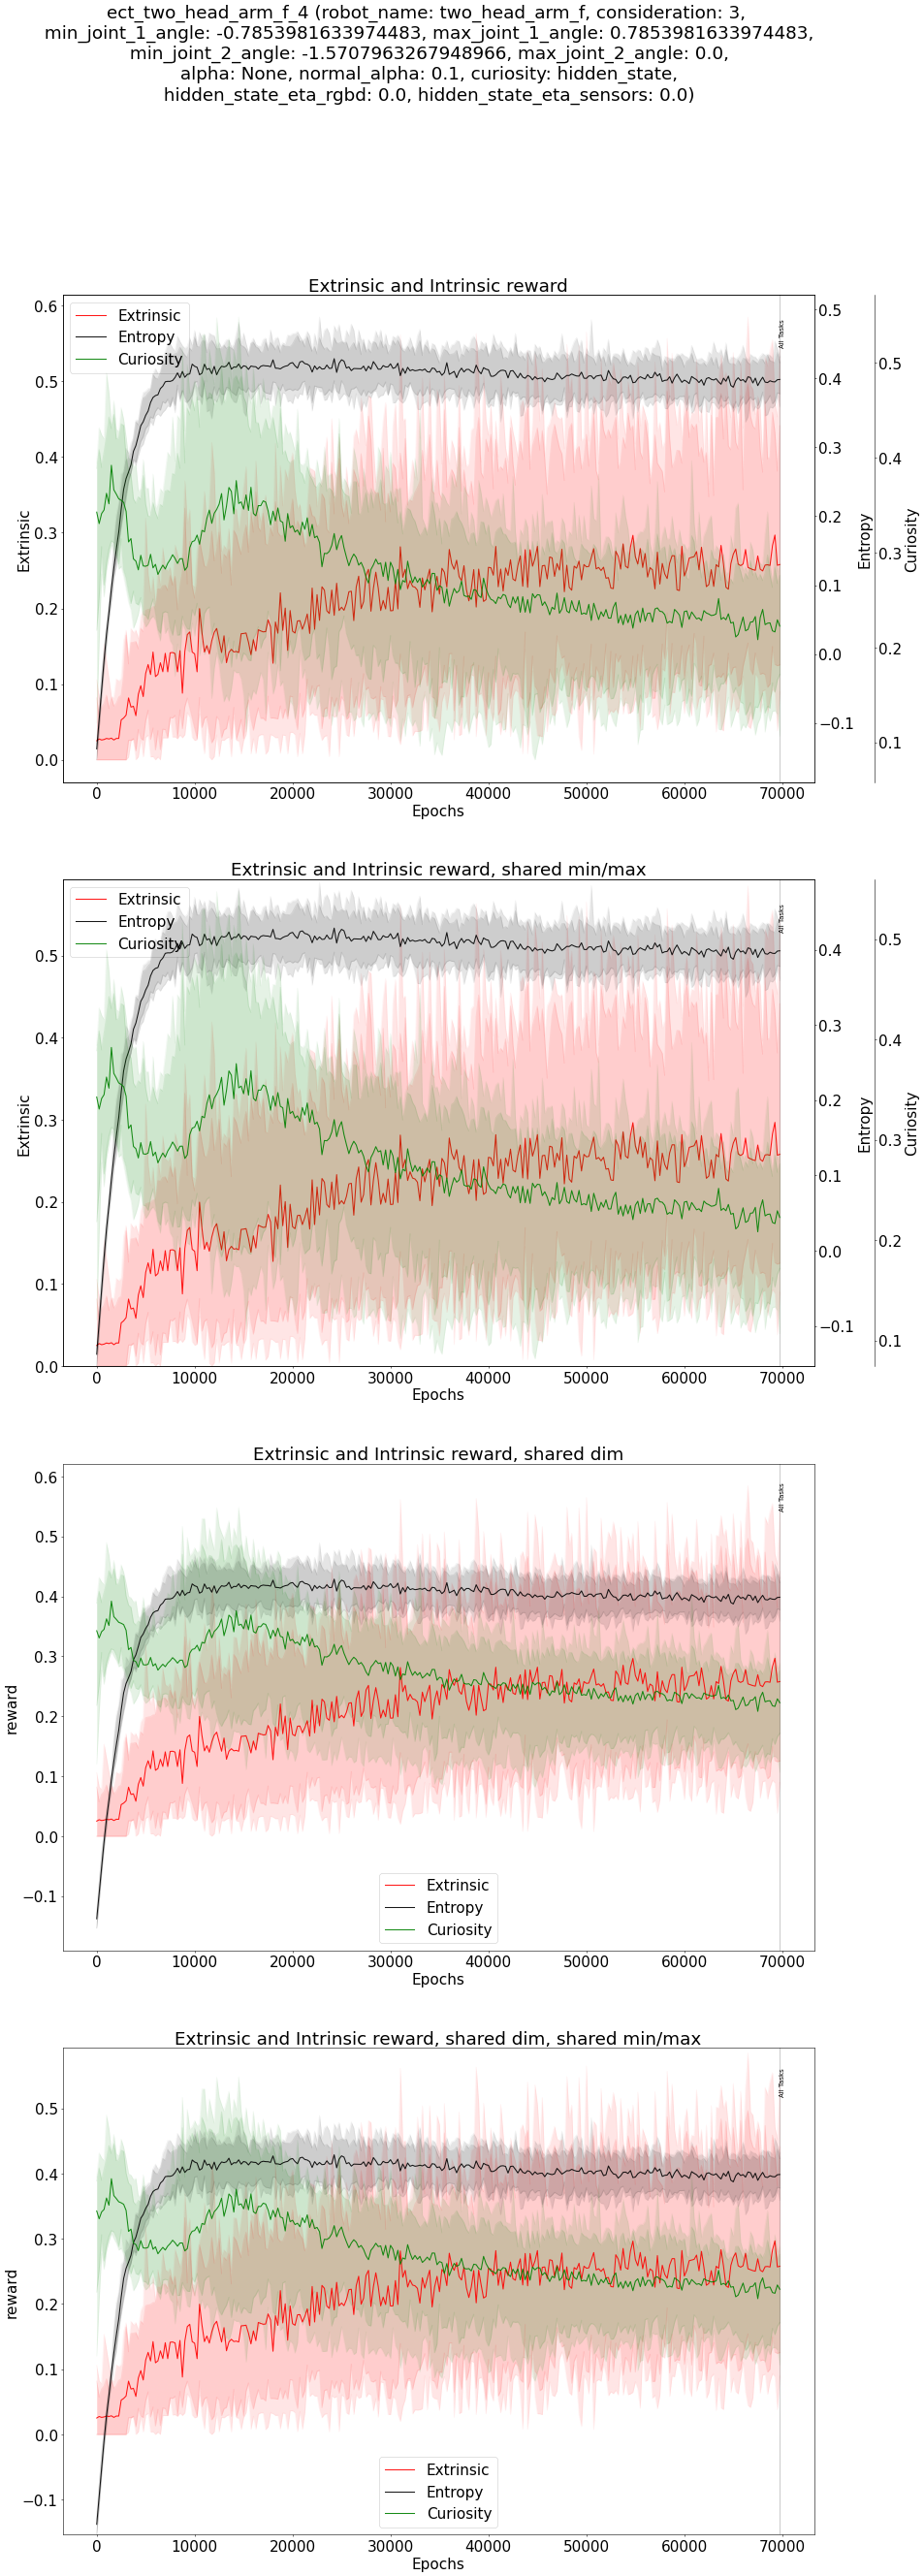 ect_two_head_arm_f_4 (robot_name: two_head_arm_f, consideration: 3,
min_joint_1_angle: -0.7853981633974483, max_joint_1_angle: 0.7853981633974483,
min_joint_2_angle: -1.5707963267948966, max_joint_2_angle: 0.0,
alpha: None, normal_alpha: 0.1, curiosity: hidden_state,
hidden_state_eta_rgbd: 0.0, hidden_state_eta_sensors: 0.0)
Extrinsic and Intrinsic reward
Extrinsic
Entropy
Curiosity
All Tasks
0.6
0.5
0.4
0.3
0.2
0.1
0.0
Extrinsic
0.5
0.4
0.3
0.2
0.1
0.0
−0.1
Entropy
0.5
0.4
0.3
0.2
0.1
Curiosity
0 10000 20000 30000 40000 50000 60000 70000
Epochs
Extrinsic and Intrinsic reward, shared min/max
Extrinsic
Entropy
Curiosity
All Tasks
0.5
0.4
0.3
0.2
0.1
0.0
Extrinsic
0.4
0.3
0.2
0.1
0.0
−0.1
Entropy
0.5
0.4
0.3
0.2
0.1
Curiosity
0 10000 20000 30000 40000 50000 60000 70000
Epochs
Extrinsic and Intrinsic reward, shared dim
All Tasks
0.6
0.5
0.4
0.3
0.2
0.1
0.0
−0.1
reward
Extrinsic
Entropy
Curiosity
0 10000 20000 30000 40000 50000 60000 70000
Epochs
Extrinsic and Intrinsic reward, shared dim, shared min/max
All Tasks
0.5
0.4
0.3
0.2
0.1
0.0
−0.1
reward
Extrinsic
Entropy
Curiosity
0 10000 20000 30000 40000 50000 60000 70000
Epochs